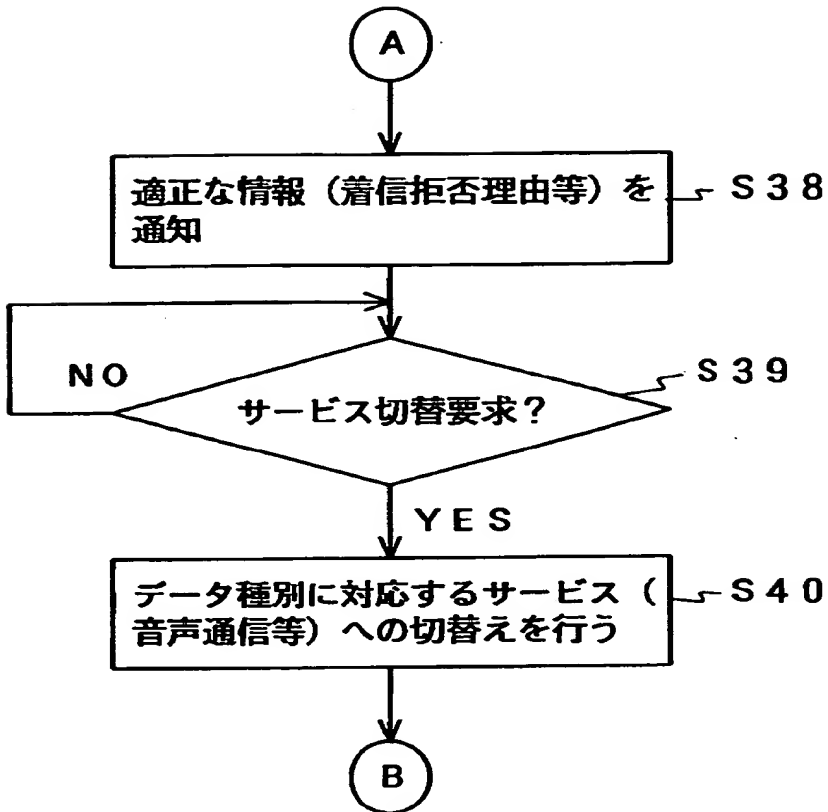 A
適正な情報（着信拒否理由等）を
通知
S38
NO
サービス切替要求？
S39
YES
データ種別に対応するサービス（
音声通信等）への切替えを行う
S40
B